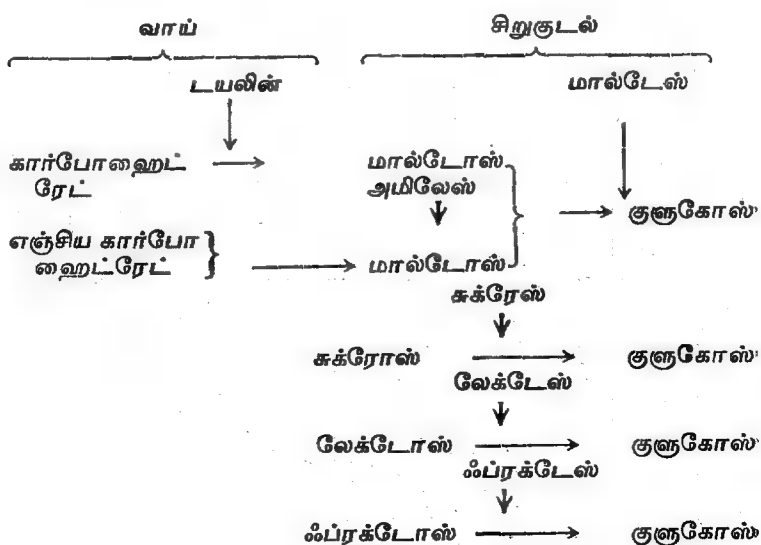 வாய் சிறுகுடல்
டயலின் மால்டேஸ்
கார்போஹைட் மால்டோஸ்
ரேட் அமிலேஸ்
குளுகோஸ்
எஞ்சிய கார்போ
ஹைட்ரேட் மால்டோஸ்
சுக்ரேஸ்
சுக்ரோஸ் குளுகோஸ்
லேக்டேஸ்
லேக்டோஸ் குளுகோஸ்
ஃப்ரக்டேஸ்
ஃப்ரக்டோஸ் குளுகோஸ்